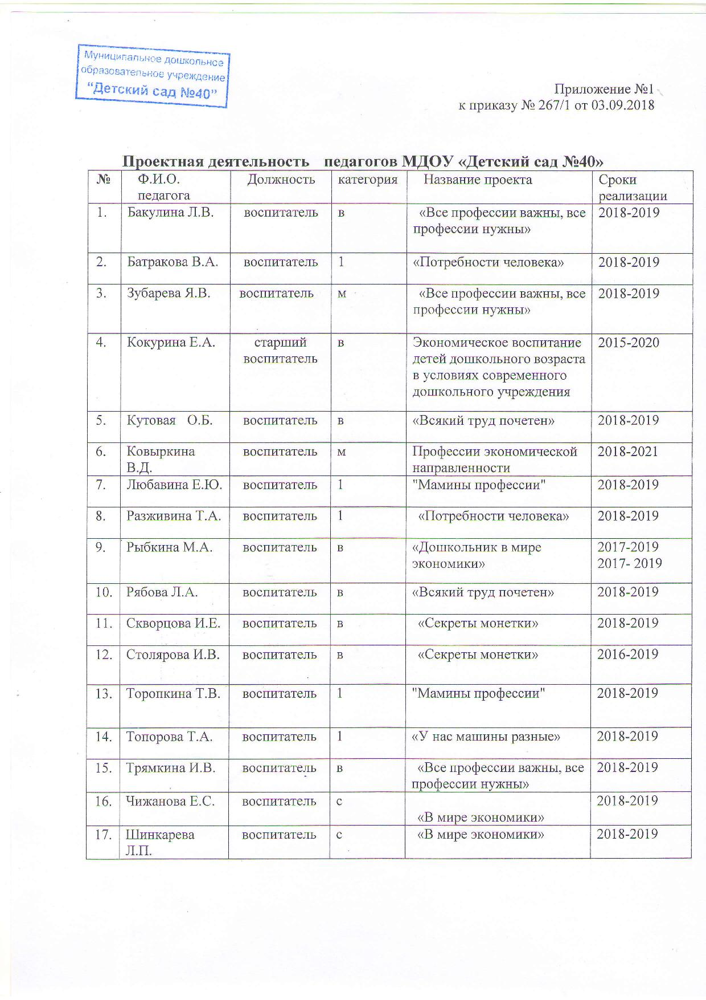 Муниципальное дошкольное
образовательное учреждение
“Детский сад №40”
Приложение №1
к приказу № 267/1 от 03.09.2018
Проектная деятельность педагогов МДОУ «Детский сад №40»
№ Ф.И.О. Должность категория Название проекта Сроки
педагога реализации
1. Бакулина Л.В. воспитатель в «Все профессии важны, все 2018-2019
профессии нужны»
2. Батракова В.А. воспитатель 1 «Потребности человека» 2018-2019
3. Зубарева Я.В. воспитатель м «Все профессии важны, все 2018-2019
профессии нужны»
4. Кокурина Е.А. старший в Экономическое воспитание 2015-2020
воспитатель детей дошкольного возраста
в условиях современного
дошкольного учреждения
5. Кутовая О.Б. воспитатель в «Всякий труд почетен» 2018-2019
6. Ковыркина воспитатель м Профессии экономической 2018-2021
В.Д. направленности
7. Любавина Е.Ю. воспитатель 1 "Мамины профессии" 2018-2019
8. Разживина Т.А. воспитатель 1 «Потребности человека» 2018-2019
9. Рыбкина М.А. воспитатель в «Дошкольник в мире 2017-2019
экономики» 2017- 2019
10. Рябова Л.А. воспитатель в «Всякий труд почетен» 2018-2019
11. Скворцова И.Е. воспитатель в «Секреты монетки» 2018-2019
12. Столярова И.В. воспитатель в «Секреты монетки» 2016-2019
13. Торопкина Т.В. воспитатель 1 "Мамины профессии" 2018-2019
14. Топорова Т.А. воспитатель 1 «У нас машины разные» 2018-2019
15. Трямкина И.В. воспитатель в «Все профессии важны, все 2018-2019
профессии нужны»
16. Чижанова Е.С. воспитатель с 2018-2019
«В мире экономики»
17. Шинкарева воспитатель с «В мире экономики» 2018-2019
Л.П.